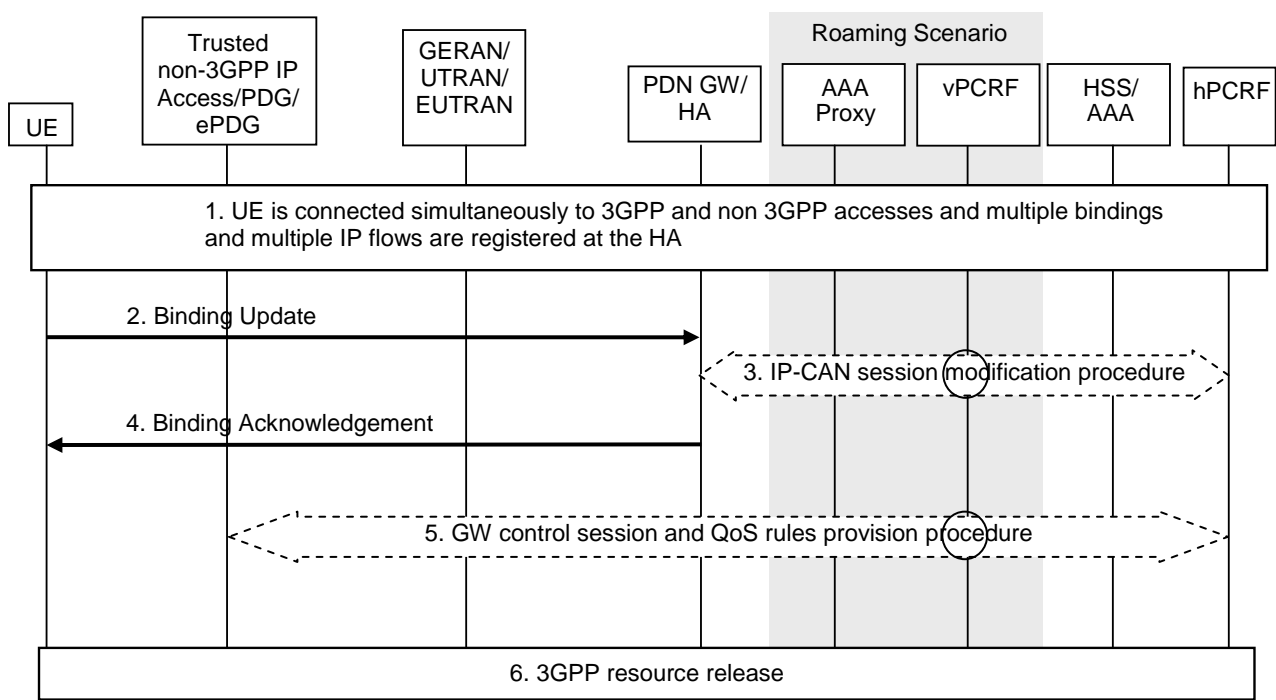 Roaming Scenario
UE
Trusted
non-3GPP IP
Access/PDG/
ePDG
GERAN/
UTRAN/
EUTRAN
PDN GW/
HA
AAA
Proxy
vPCRF
HSS/
AAA
hPCRF
1. UE is connected simultaneously to 3GPP and non 3GPP accesses and multiple bindings
and multiple IP flows are registered at the HA
2. Binding Update
3. IP-CAN session modification procedure
4. Binding Acknowledgement
5. GW control session and QoS rules provision procedure
6. 3GPP resource release